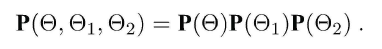 P(Θ, Θ₁, Θ₂) = P(Θ)P(Θ₁)P(Θ₂) .